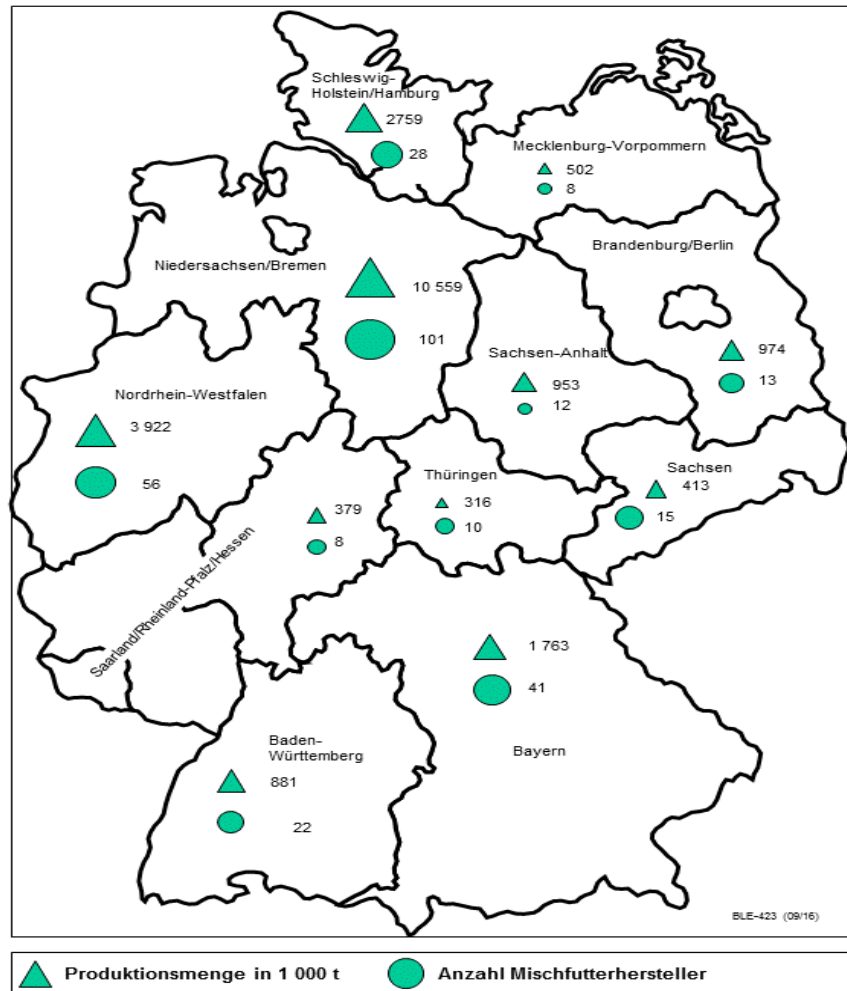 Schleswig-
Holstein/Hamburg
2759
28
Mecklenburg-Vorpommern
502
8
Brandenburg/Berlin
974
13
Niedersachsen/Bremen
10 559
101
Sachsen-Anhalt
953
12
Nordrhein-Westfalen
3 922
56
Thüringen
316
10
Sachsen
413
15
379
8
Saarland/Rheinland-Pfalz/Hessen
1 763
41
Bayern
Baden-
Württemberg
881
22
BLE-423 (09/16)
Produktionsmenge in 1 000 t
Anzahl Mischfutterhersteller